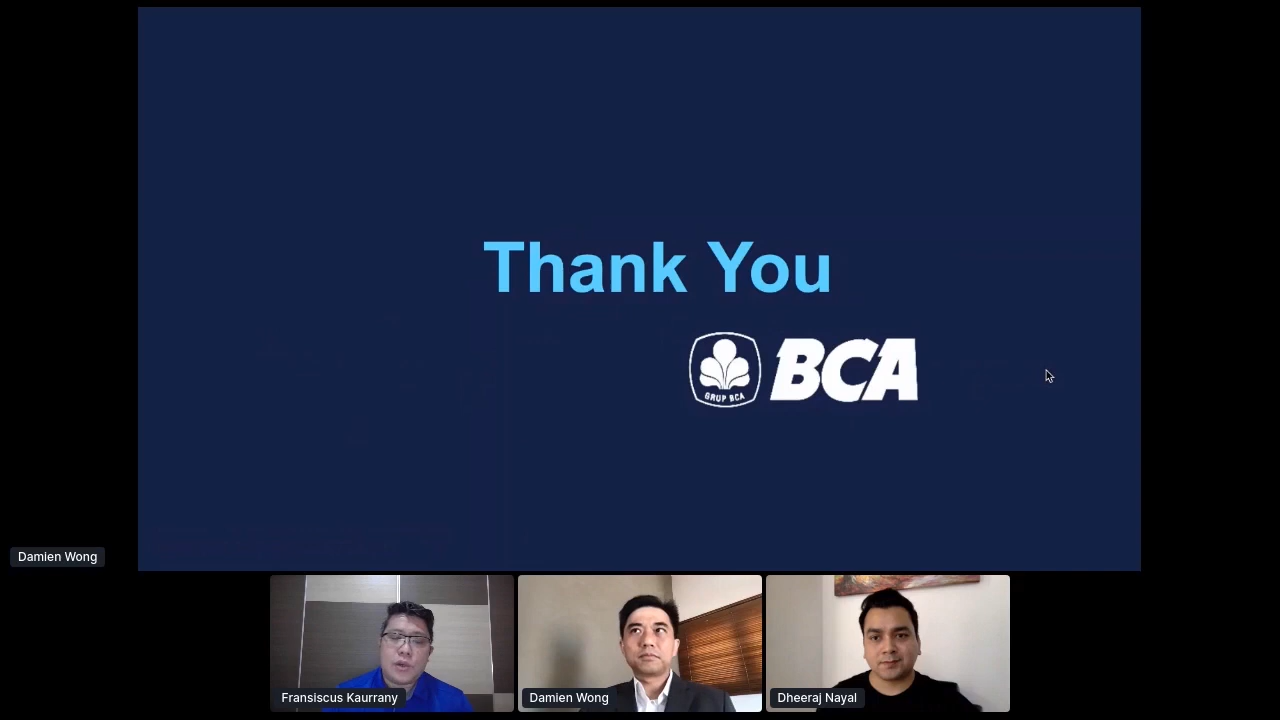 Thank You
GRUP BCA
BCA
Damien Wong
Fransiscus Kaurrany
Damien Wong
Dheeraj Nayal